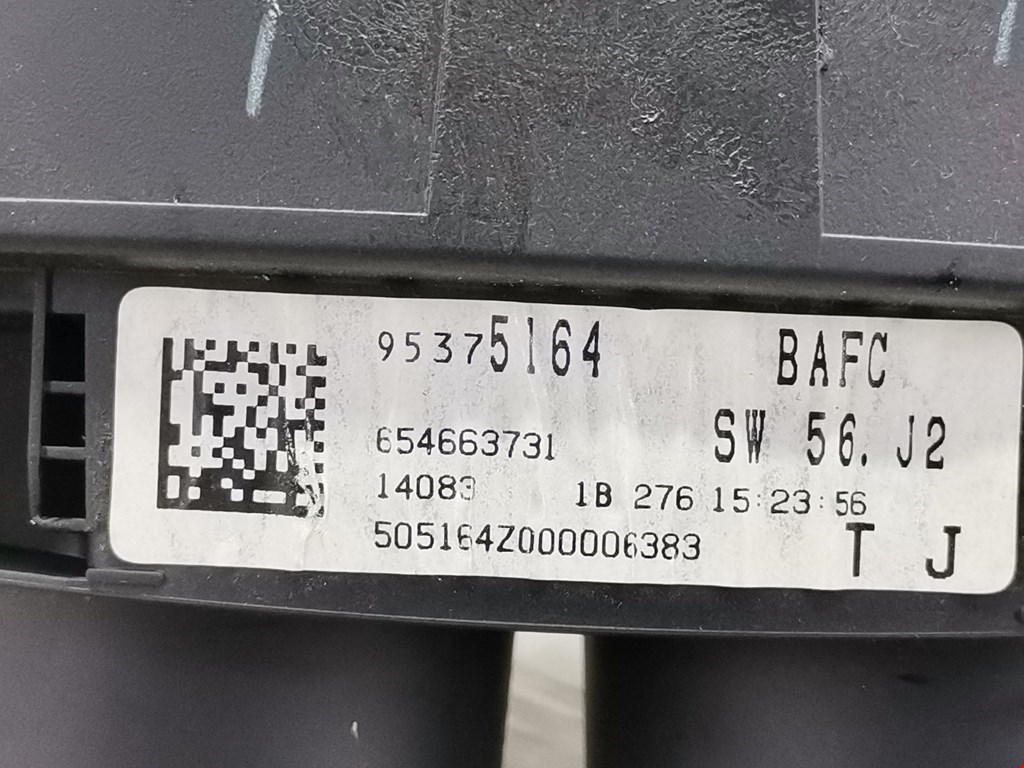 95375164 BAFC
654663731 SW 56. J2
14083 1B 276 15:23:56
505164Z000006383 T J